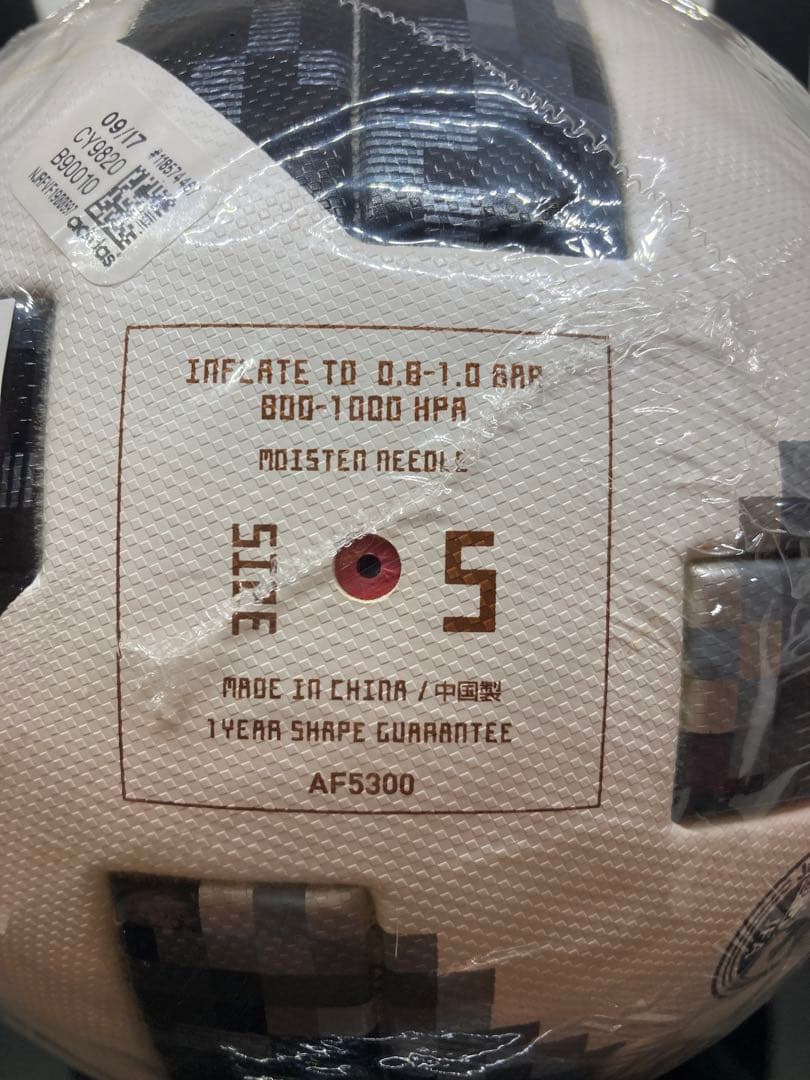 09/17 #1185744
CY9820
B90010
adidas
INFLATE TO 0.8-1.0 BAR
800-1000 HPA
MOISTEN NEEDLE
SIZE 5
MADE IN CHINA / 中国製
1 YEAR SHAPE GUARANTEE
AF5300